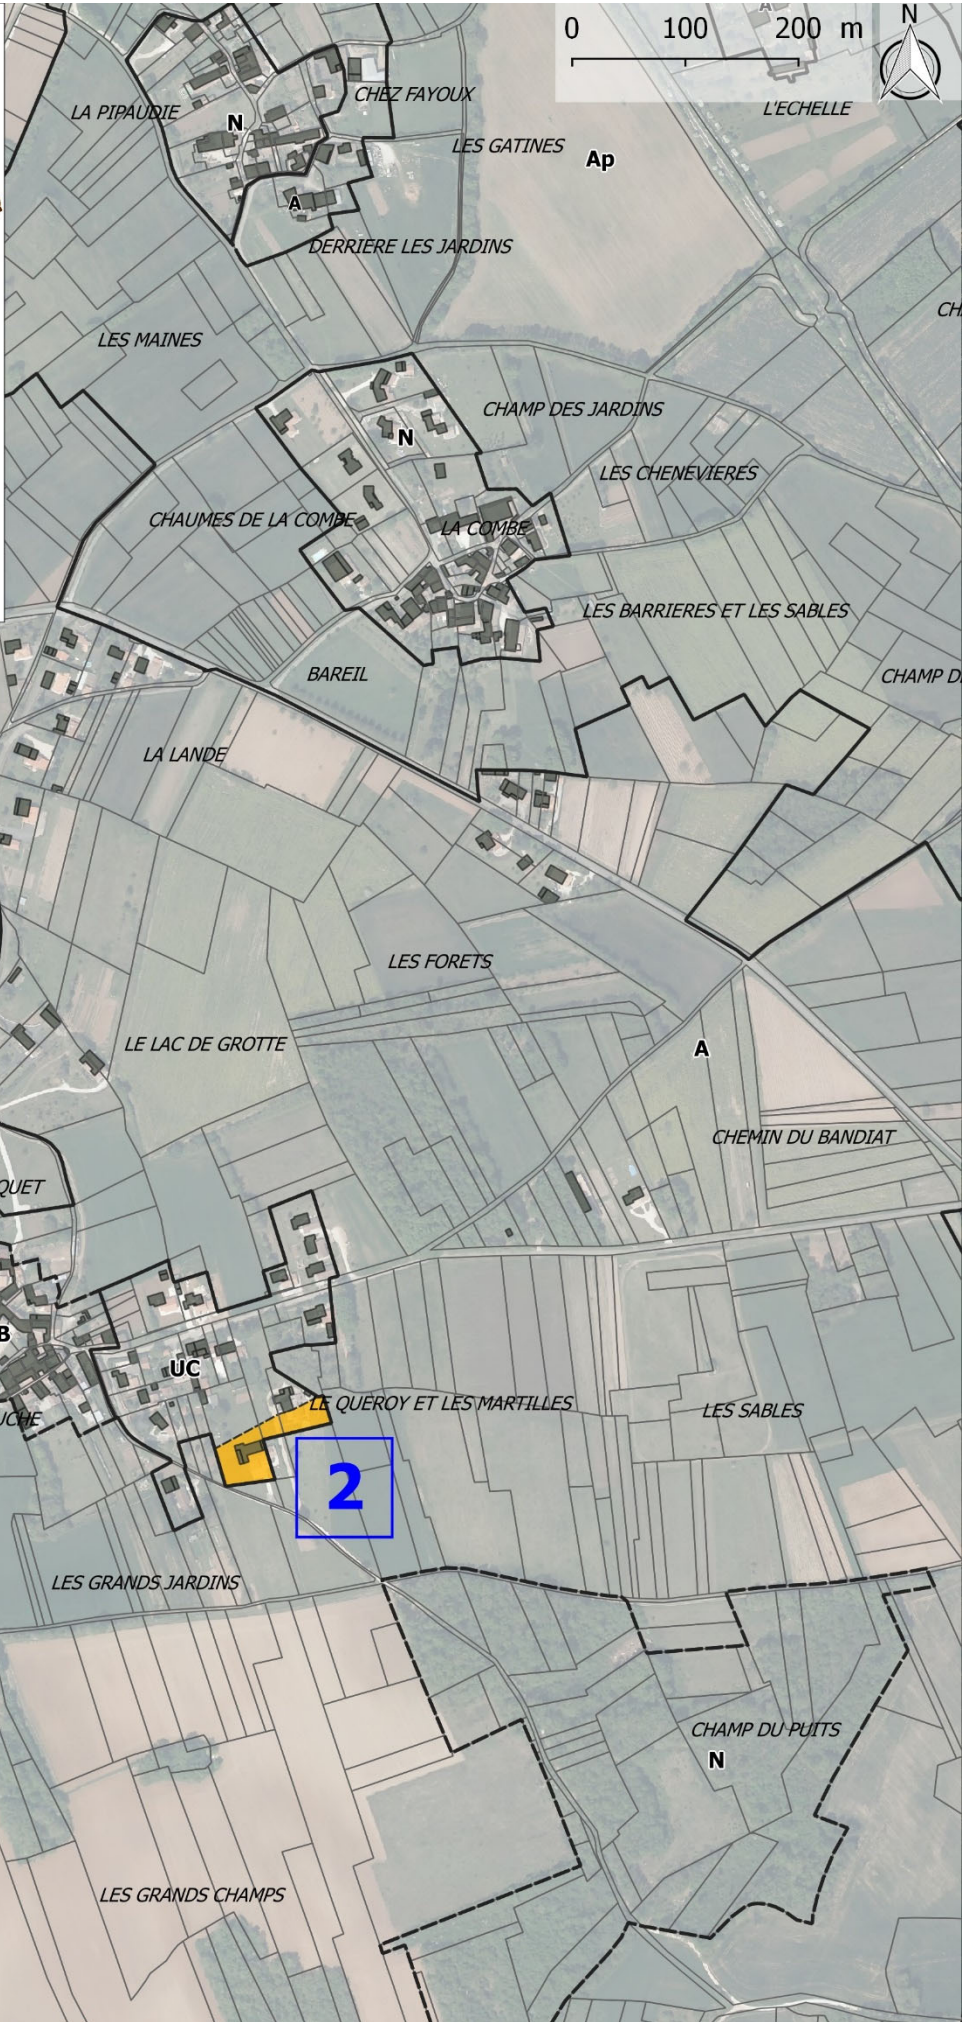 0 100 200 m
N
A
L'ECHELLE
CHEZ FAYOUX
LA PIPAUDIE
N
LES GATINES
Ap
A
DERRIERE LES JARDINS
CH
LES MAINES
CHAMP DES JARDINS
N
LES CHENEVIERES
CHAUMES DE LA COMBE
LA COMBE
LES BARRIERES ET LES SABLES
BAREIL
CHAMP D
LA LANDE
LES FORETS
LE LAC DE GROTTE
A
CHEMIN DU BANDIAT
QUET
B
UC
LE QUEROY ET LES MARTILLES
LES SABLES
UCHE
2
LES GRANDS JARDINS
CHAMP DU PUITS
N
LES GRANDS CHAMPS